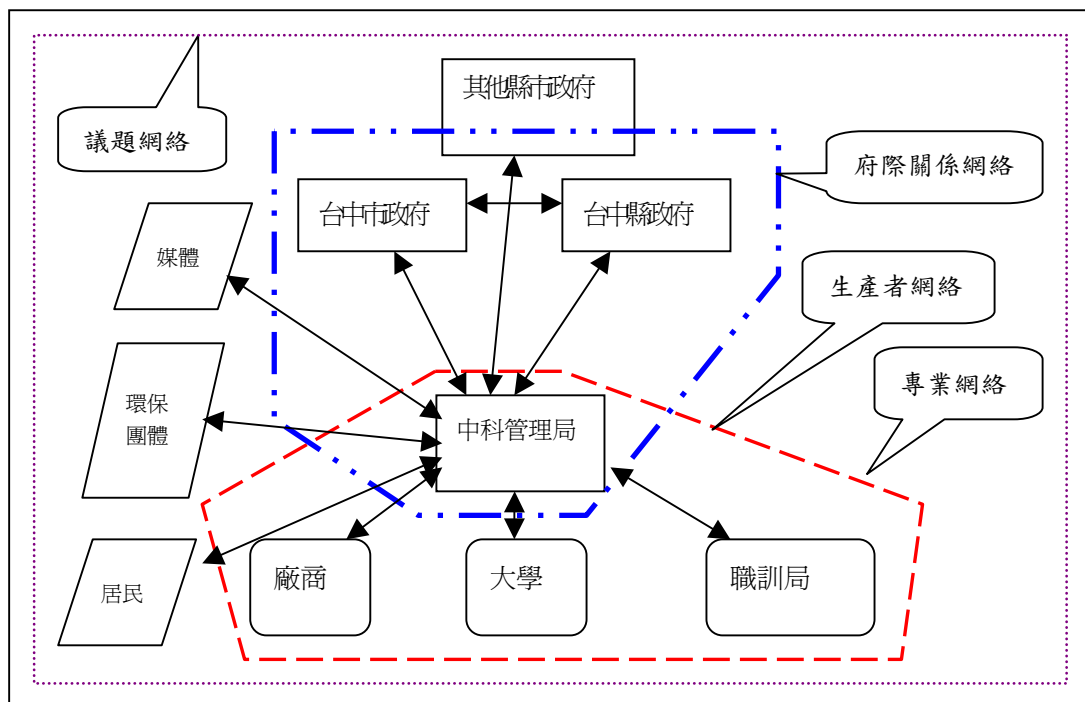 其他縣市政府
議題網絡
府際關係網絡
台中市政府
台中縣政府
媒體
生產者網絡
專業網絡
環保
團體
中科管理局
廠商
大學
職訓局
居民